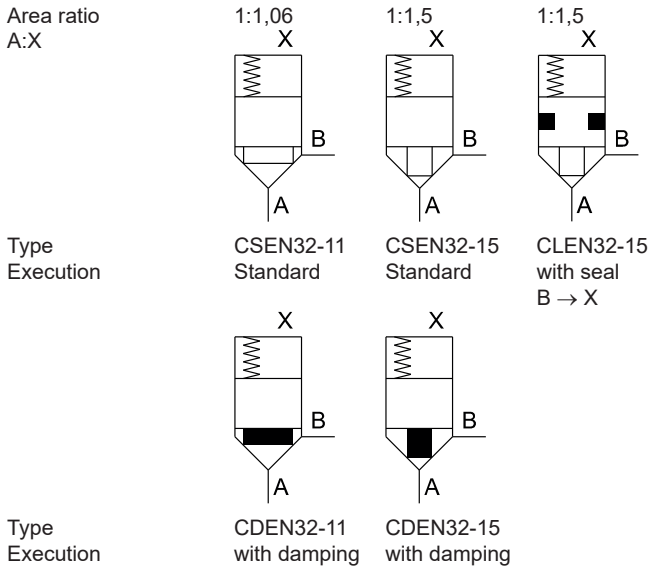 Area ratio 1:1,06 1:1,5 1:1,5
A:X X X X
B B B
A A A
Type CSEN32-11 CSEN32-15 CLEN32-15
Execution Standard Standard with seal
B → X
X X
B B
A A
Type CDEN32-11 CDEN32-15
Execution with damping with damping